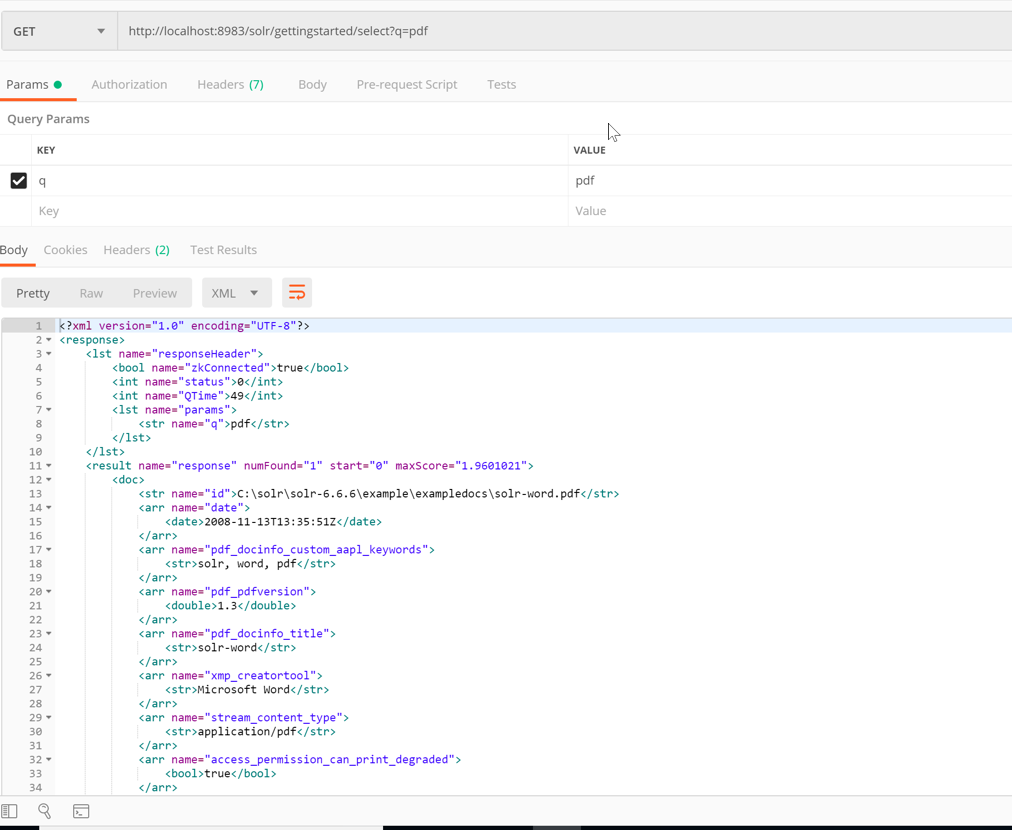 GET http://localhost:8983/solr/gettingstarted/select?q=pdf
Params Authorization Headers (7) Body Pre-request Script Tests
Query Params
KEY VALUE
q pdf
Key Value
Body Cookies Headers (2) Test Results
Pretty Raw Preview XML
1 <?xml version="1.0" encoding="UTF-8"?>
2 <response>
3 <lst name="responseHeader">
4 <bool name="zkConnected">true</bool>
5 <int name="status">0</int>
6 <int name="QTime">49</int>
7 <lst name="params">
8 <str name="q">pdf</str>
9 </lst>
10 </lst>
11 <result name="response" numFound="1" start="0" maxScore="1.9601021">
12 <doc>
13 <str name="id">C:\solr\solr-6.6.6\example\exampledocs\solr-word.pdf</str>
14 <arr name="date">
15 <date>2008-11-13T13:35:51Z</date>
16 </arr>
17 <arr name="pdf_docinfo_custom_aapl_keywords">
18 <str>solr, word, pdf</str>
19 </arr>
20 <arr name="pdf_pdfversion">
21 <double>1.3</double>
22 </arr>
23 <arr name="pdf_docinfo_title">
24 <str>solr-word</str>
25 </arr>
26 <arr name="xmp_creatortool">
27 <str>Microsoft Word</str>
28 </arr>
29 <arr name="stream_content_type">
30 <str>application/pdf</str>
31 </arr>
32 <arr name="access_permission_can_print_degraded">
33 <bool>true</bool>
34 </arr>